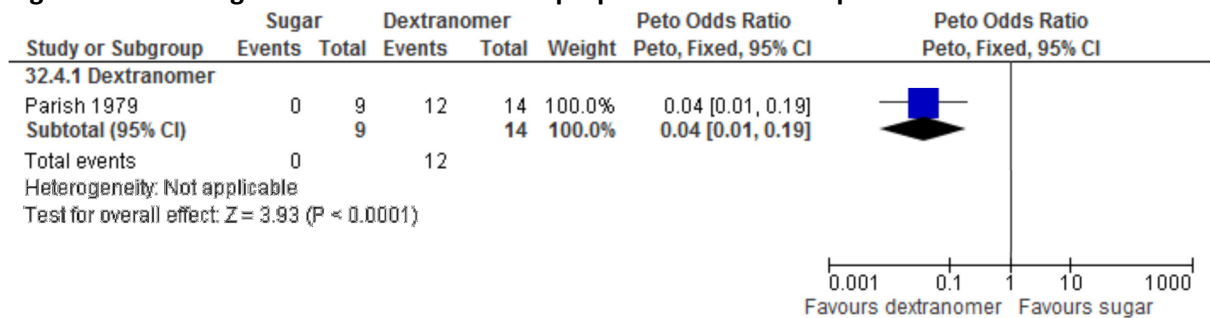 Sugar Dextranomer Peto Odds Ratio Peto Odds Ratio
Study or Subgroup Events Total Events Total Weight Peto, Fixed, 95% CI Peto, Fixed, 95% CI
32.4.1 Dextranomer
Parish 1979 0 9 12 14 100.0% 0.04 [0.01, 0.19]
Subtotal (95% CI) 9 14 100.0% 0.04 [0.01, 0.19]
Total events 0 12
Heterogeneity: Not applicable
Test for overall effect: Z = 3.93 (P < 0.0001)
0.001 0.1 1 10 1000
Favours dextranomer Favours sugar